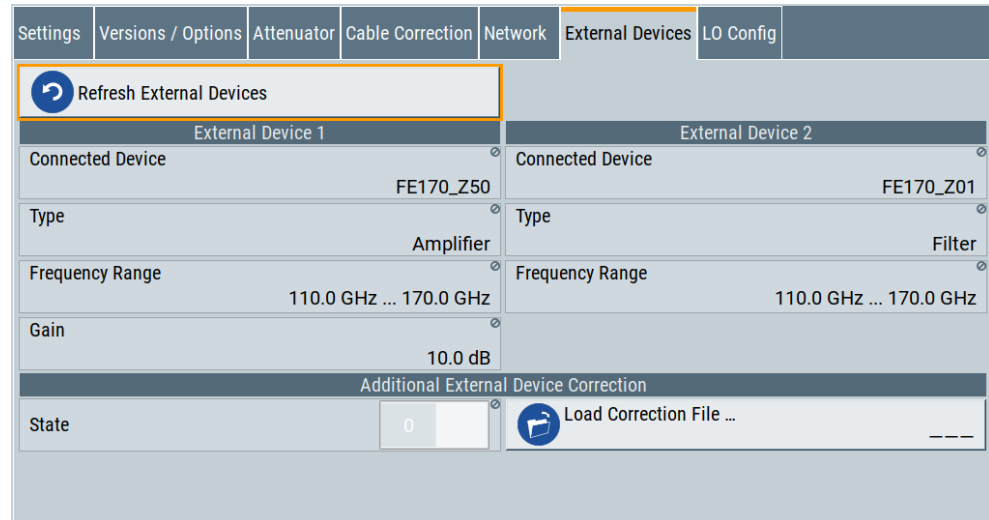 Settings Versions / Options Attenuator Cable Correction Network External Devices LO Config
Refresh External Devices
External Device 1
Connected Device
FE170_Z50
Type
Amplifier
Frequency Range
110.0 GHz ... 170.0 GHz
Gain
10.0 dB
External Device 2
Connected Device
FE170_Z01
Type
Filter
Frequency Range
110.0 GHz ... 170.0 GHz
Additional External Device Correction
State
0
Load Correction File ...
___